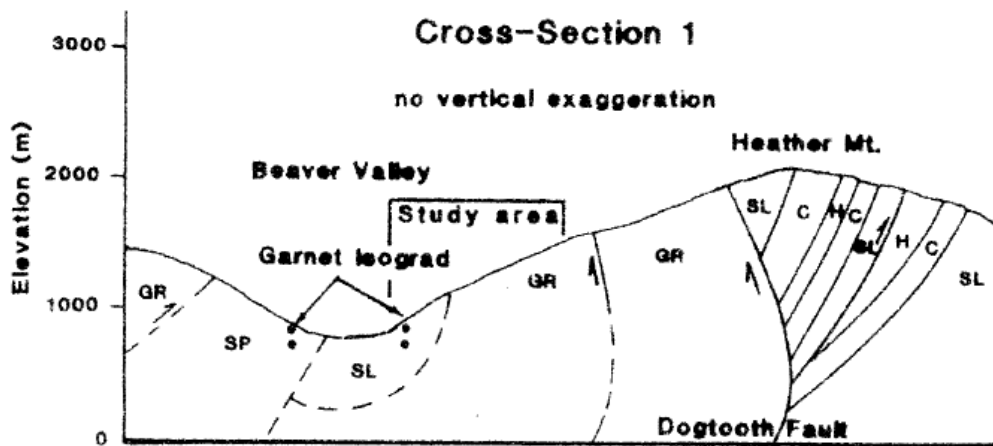 Cross-Section 1
3000
no vertical exaggeration
Heather Mt.
2000
Beaver Valley
Study area
SL
C
H
C
SL
H
C
SL
Garnet Isograd
GR
GR
GR
1000
SP
SL
0
Dogtooth Fault
Elevation (m)